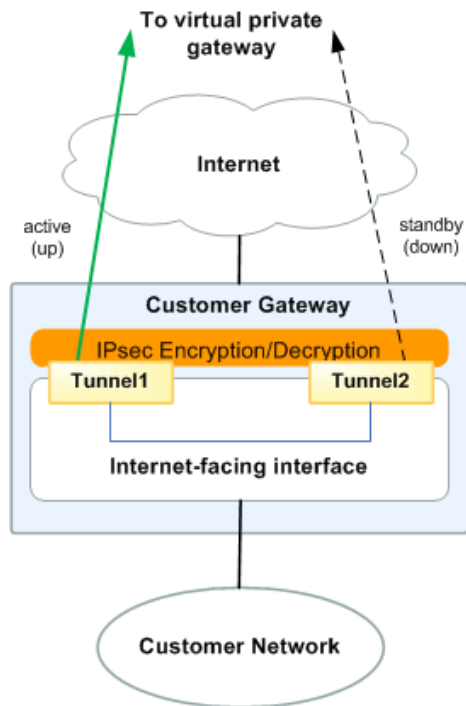 To virtual private
gateway
Internet
active
(up)
standby
(down)
Customer Gateway
IPsec Encryption/Decryption
Tunnel1
Tunnel2
Internet-facing interface
Customer Network